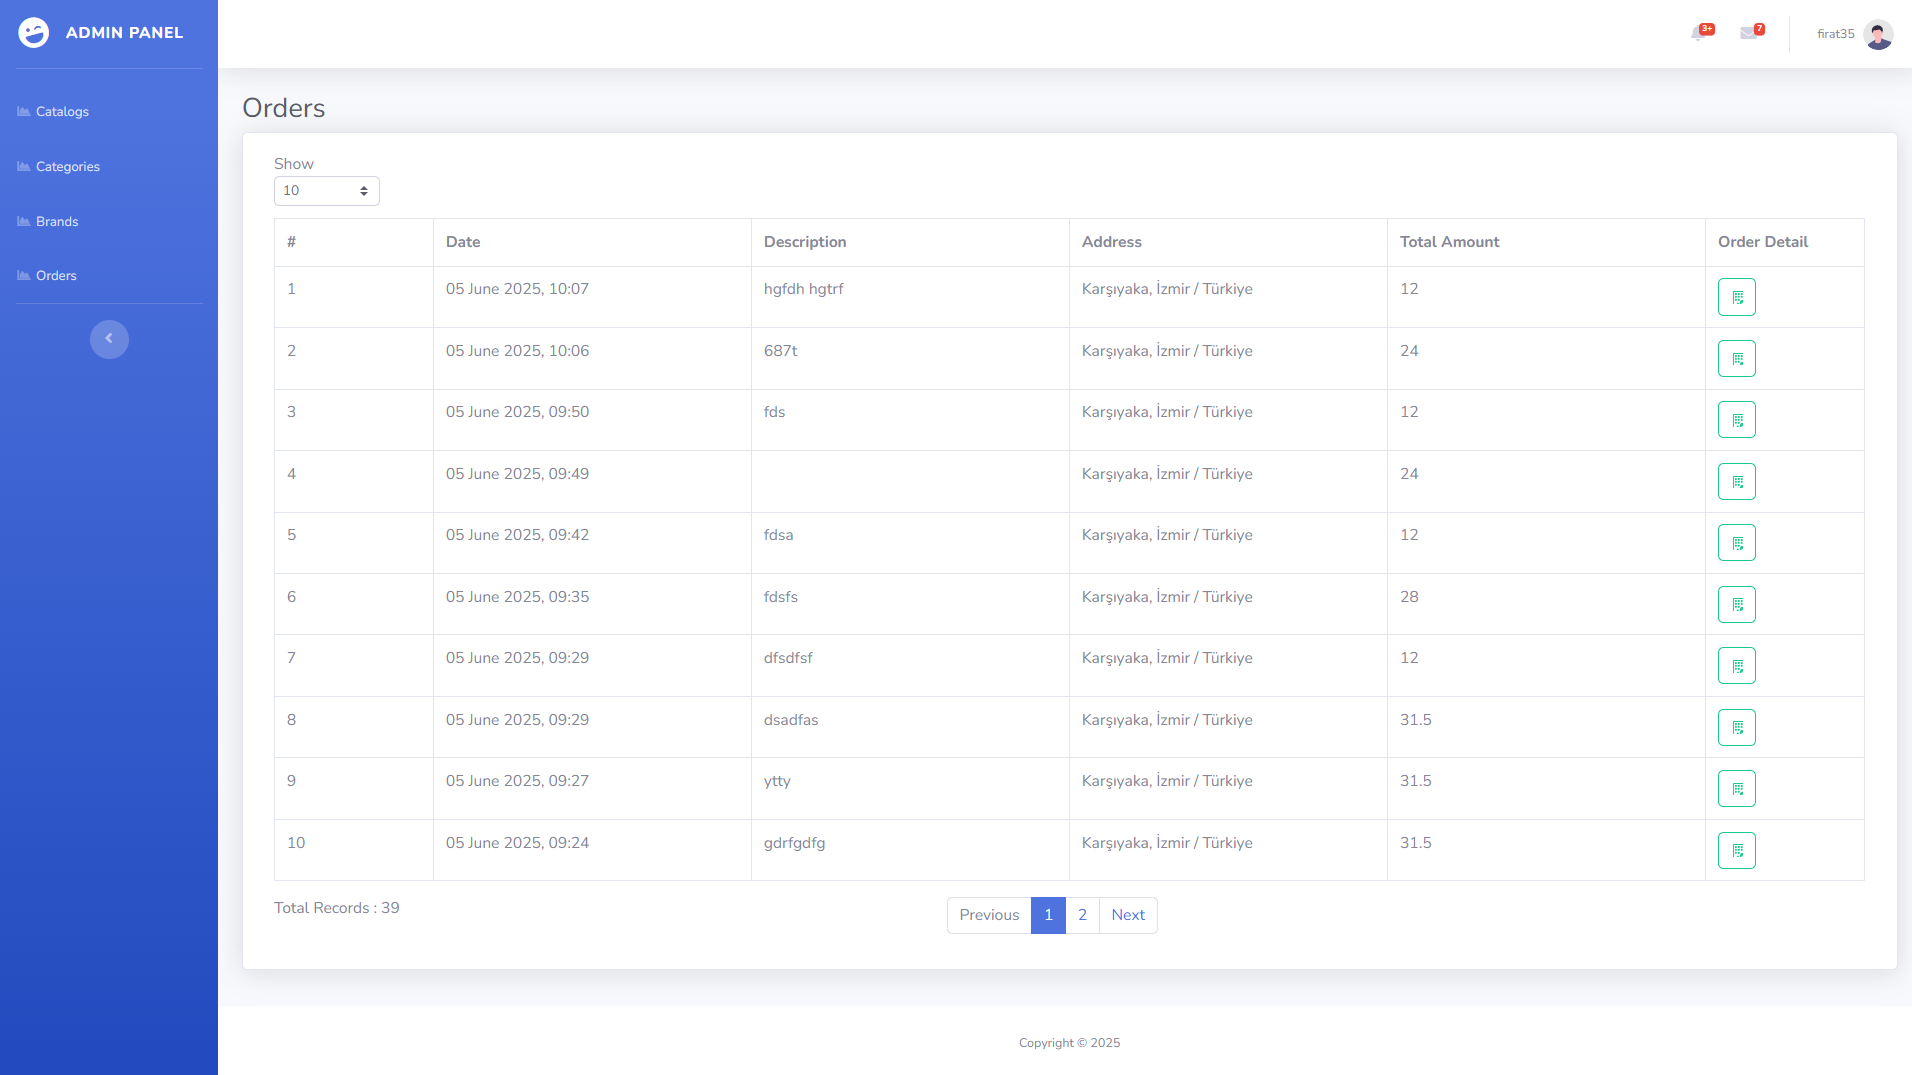 ADMIN PANEL
3+
7
firat35
Catalogs
Categories
Brands
Orders
Orders
Show
10
# Date Description Address Total Amount Order Detail
1 05 June 2025, 10:07 hgfdh hgtrf Karşıyaka, İzmir / Türkiye 12
2 05 June 2025, 10:06 687t Karşıyaka, İzmir / Türkiye 24
3 05 June 2025, 09:50 fds Karşıyaka, İzmir / Türkiye 12
4 05 June 2025, 09:49 Karşıyaka, İzmir / Türkiye 24
5 05 June 2025, 09:42 fdsa Karşıyaka, İzmir / Türkiye 12
6 05 June 2025, 09:35 fdsfs Karşıyaka, İzmir / Türkiye 28
7 05 June 2025, 09:29 dfsdfsf Karşıyaka, İzmir / Türkiye 12
8 05 June 2025, 09:29 dsadfas Karşıyaka, İzmir / Türkiye 31.5
9 05 June 2025, 09:27 ytty Karşıyaka, İzmir / Türkiye 31.5
10 05 June 2025, 09:24 gdrfgdfg Karşıyaka, İzmir / Türkiye 31.5
Total Records : 39
Previous 1 2 Next
Copyright © 2025